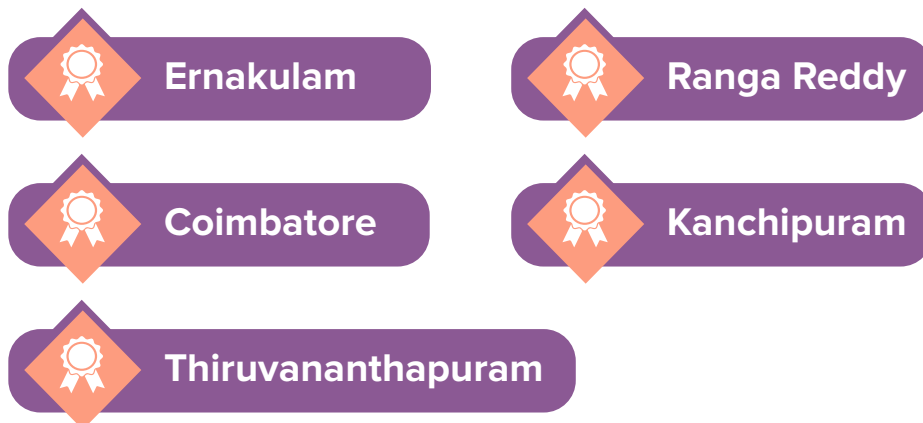 Ernakulam
Ranga Reddy
Coimbatore
Kanchipuram
Thiruvananthapuram